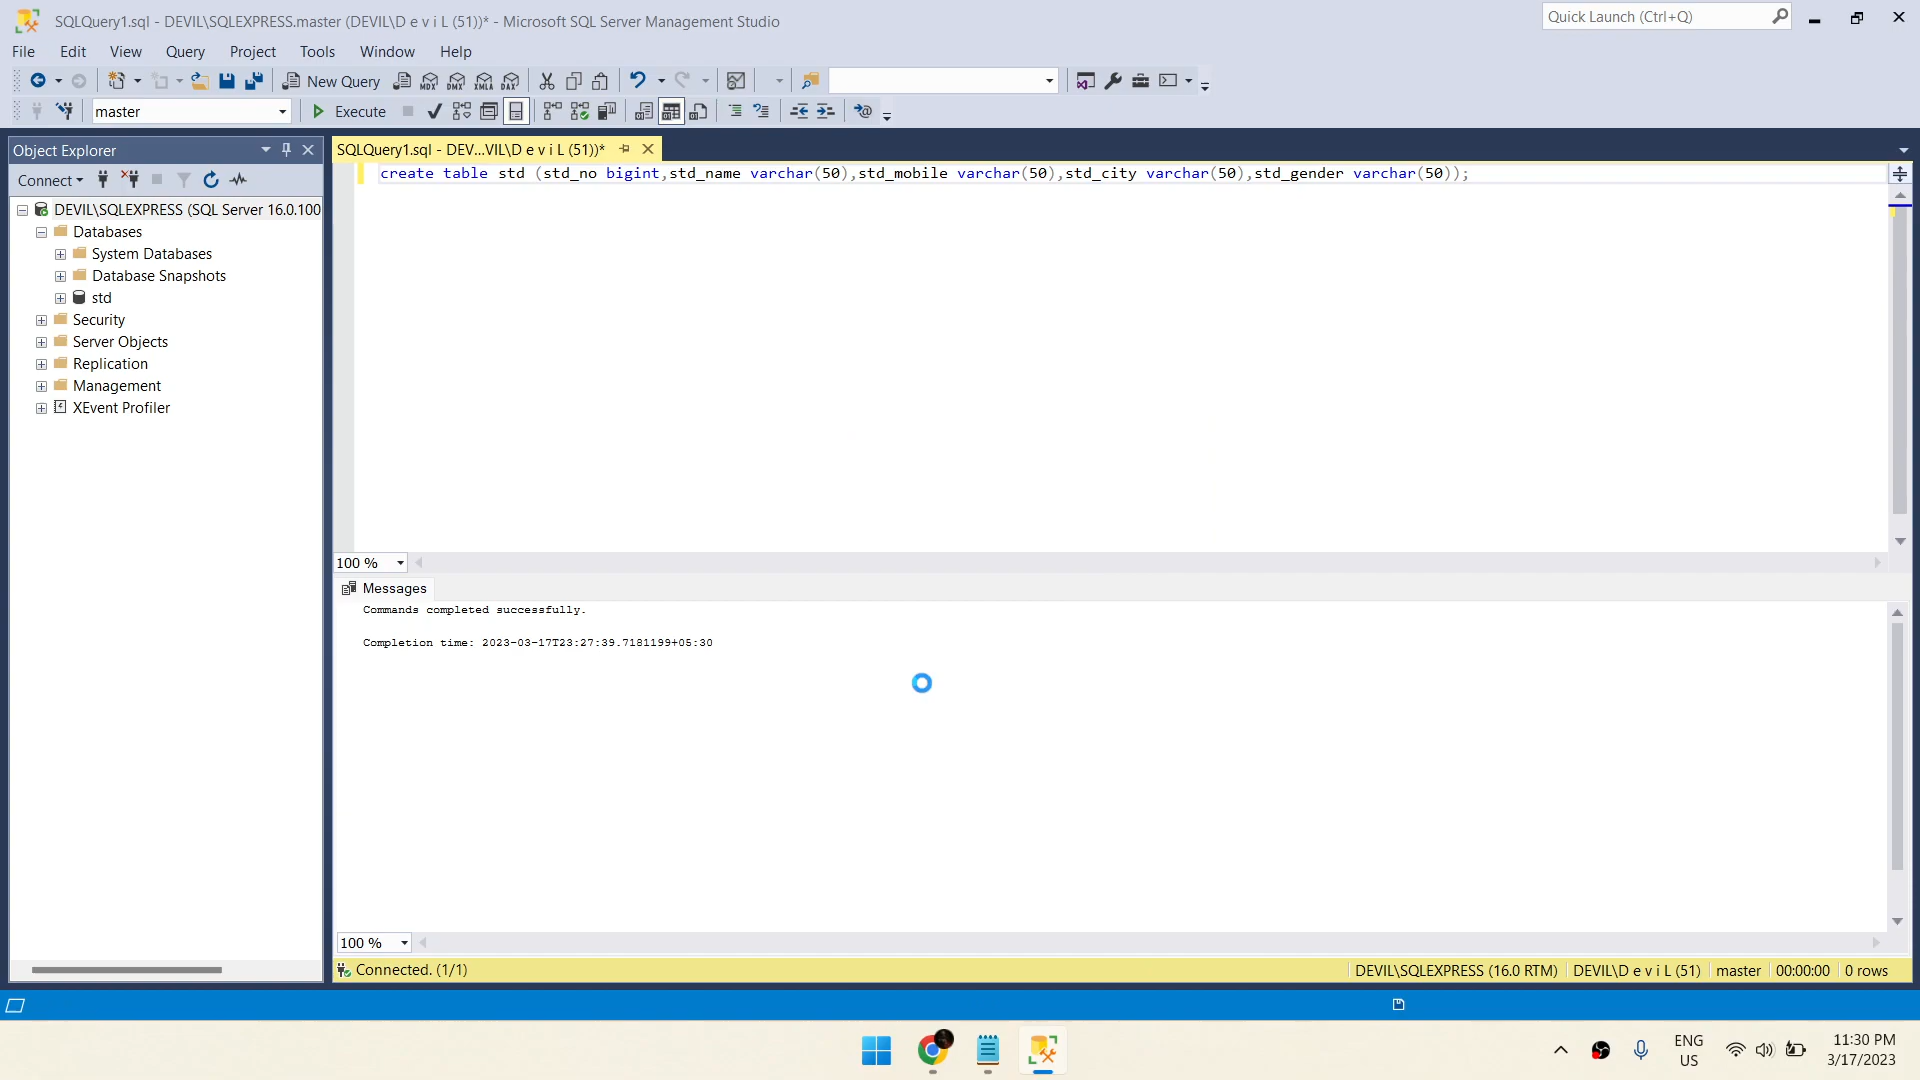 SQLQuery1.sql - DEVIL\SQLEXPRESS.master (DEVIL\D e v i L (51))* - Microsoft SQL Server Management Studio
Quick Launch (Ctrl+Q)
File Edit View Query Project Tools Window Help
New Query MDX DMX XMLA DAX
master Execute
Object Explorer
SQLQuery1.sql - DEV...VIL\D e v i L (51))*
Connect
create table std (std_no bigint,std_name varchar(50),std_mobile varchar(50),std_city varchar(50),std_gender varchar(50));
DEVIL\SQLEXPRESS (SQL Server 16.0.100
Databases
System Databases
Database Snapshots
std
Security
Server Objects
Replication
Management
XEvent Profiler
100 %
Messages
Commands completed successfully.
Completion time: 2023-03-17T23:27:39.7181199+05:30
100 %
Connected. (1/1)
DEVIL\SQLEXPRESS (16.0 RTM) DEVIL\D e v i L (51) master 00:00:00 0 rows
ENG
US
11:30 PM
3/17/2023